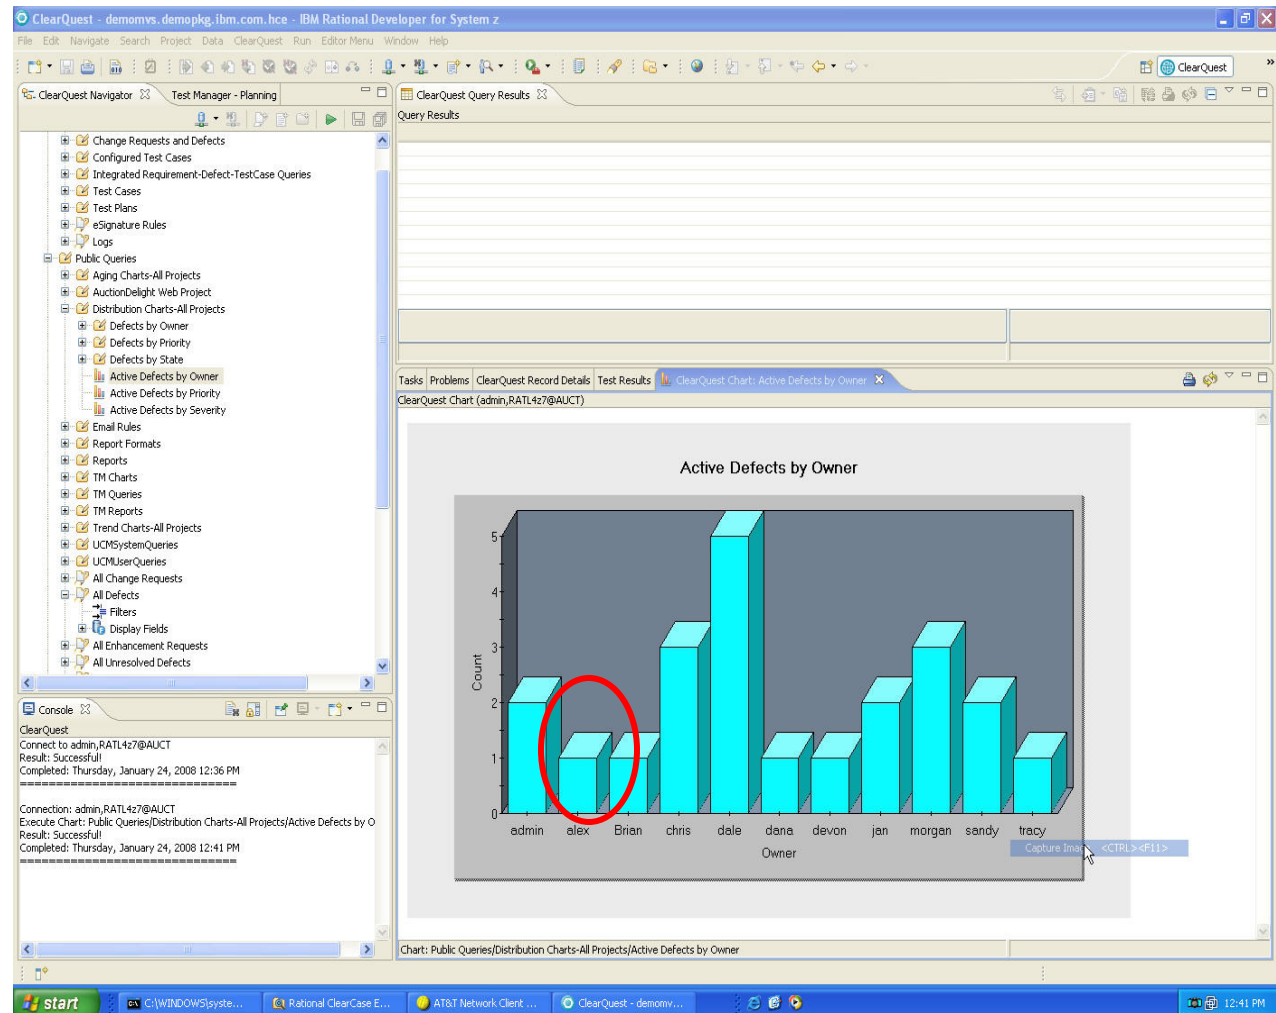 ClearQuest - demomvs.demopkg.ibm.com.hce - IBM Rational Developer for System z
File Edit Navigate Search Project Data ClearQuest Run Editor Menu Window Help
ClearQuest
»
ClearQuest Navigator
Test Manager - Planning
ClearQuest Query Results
Query Results
Change Requests and Defects
Configured Test Cases
Integrated Requirement-Defect-TestCase Queries
Test Cases
Test Plans
eSignature Rules
Logs
Public Queries
Aging Charts-All Projects
AuctionDelight Web Project
Distribution Charts-All Projects
Defects by Owner
Defects by Priority
Defects by State
Active Defects by Owner
Active Defects by Priority
Active Defects by Severity
Email Rules
Report Formats
Reports
TM Charts
TM Queries
TM Reports
Trend Charts-All Projects
UCMSystemQueries
UCMUserQueries
All Change Requests
All Defects
Filters
Display Fields
All Enhancement Requests
All Unresolved Defects
Tasks Problems ClearQuest Record Details Test Results ClearQuest Chart: Active Defects by Owner
ClearQuest Chart (admin,RATL4z7@AUCT)
Active Defects by Owner
5
4
3
2
1
0
Count
admin alex Brian chris dale dana devon jan morgan sandy tracy
Owner
<CTRL><F11>
Chart: Public Queries/Distribution Charts-All Projects/Active Defects by Owner
Console
ClearQuest
Connect to admin,RATL4z7@AUCT
Result: Successful!
Completed: Thursday, January 24, 2008 12:36 PM
================================
Connection: admin,RATL4z7@AUCT
Execute Chart: Public Queries/Distribution Charts-All Projects/Active Defects by O
Result: Successful!
Completed: Thursday, January 24, 2008 12:41 PM
================================
start
C:\WINDOWS\syste...
Rational ClearCase E...
AT&T Network Client ...
ClearQuest - demomv...
12:41 PM